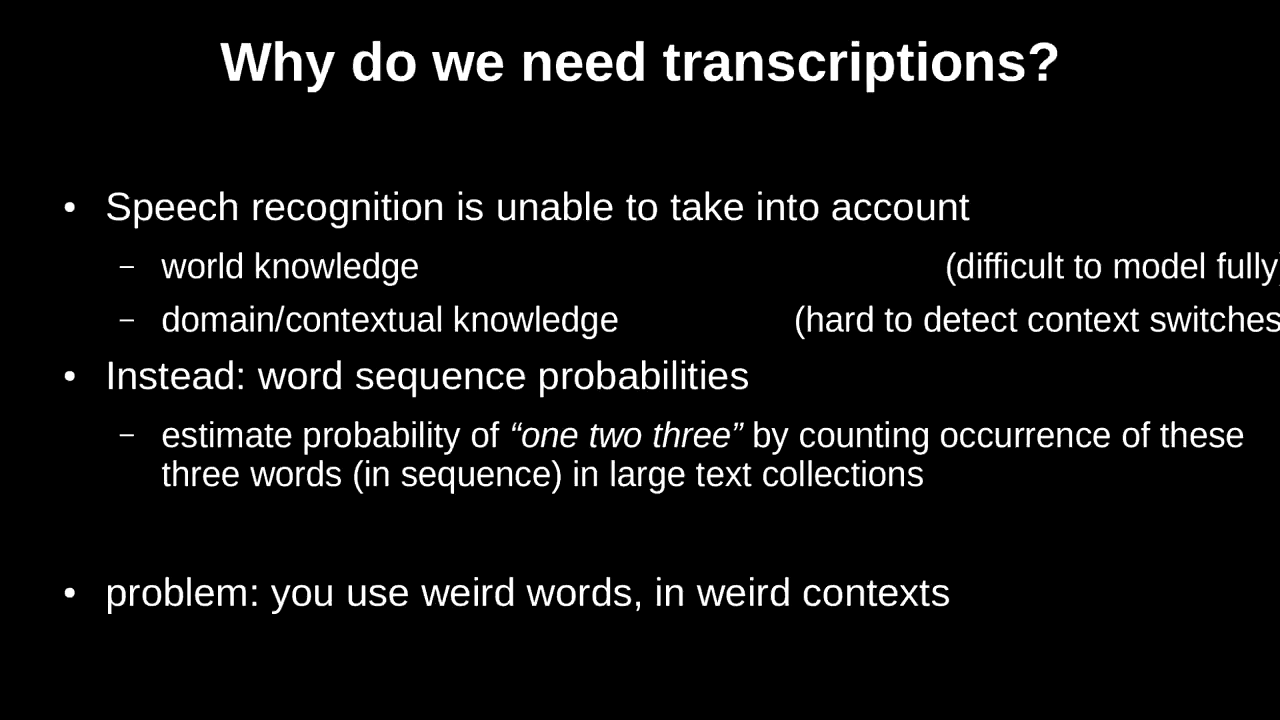 Why do we need transcriptions?
• Speech recognition is unable to take into account
– world knowledge (difficult to model fully)
– domain/contextual knowledge (hard to detect context switches
• Instead: word sequence probabilities
– estimate probability of “one two three” by counting occurrence of these
three words (in sequence) in large text collections
• problem: you use weird words, in weird contexts